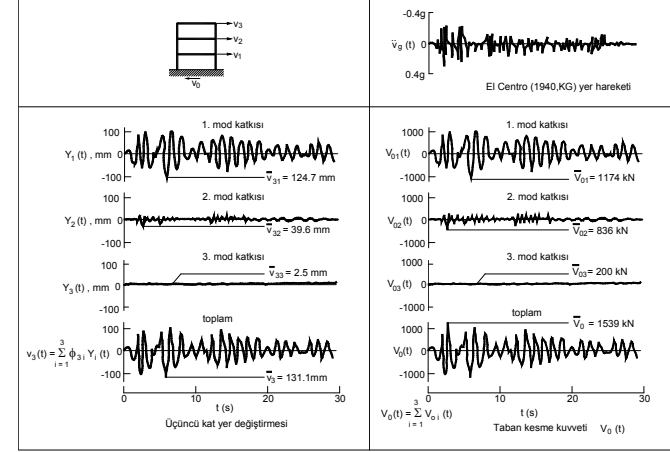 v3
v2
v1
v0
-0.4g
v̈g (t) 0
0.4g
El Centro (1940,KG) yer hareketi
1. mod katkısı
100
Y1 (t) , mm 0
-100
v̅31 = 124.7 mm
2. mod katkısı
100
Y2 (t) , mm 0
-100
v̅32 = 39.6 mm
3. mod katkısı
100
Y3 (t) , mm 0
v̅33 = 2.5 mm
toplam
100
v3(t) = Σ ϕ3i Yi (t) 0
3
i = 1
-100
v̅3 = 131.1mm
0 10 20 30
t (s)
Üçüncü kat yer değiştirmesi
1. mod katkısı
1000
V01(t) 0
-1000
V̅01 = 1174 kN
2. mod katkısı
1000
V02(t) 0
-1000
V̅02 = 836 kN
3. mod katkısı
1000
V03(t) 0
V̅03 = 200 kN
toplam
1000
V̅0 = 1539 kN
V0(t) 0
-1000
0 10 20 30
3
V0(t) = Σ Vo i (t)
i = 1
t (s)
Taban kesme kuvveti V0 (t)